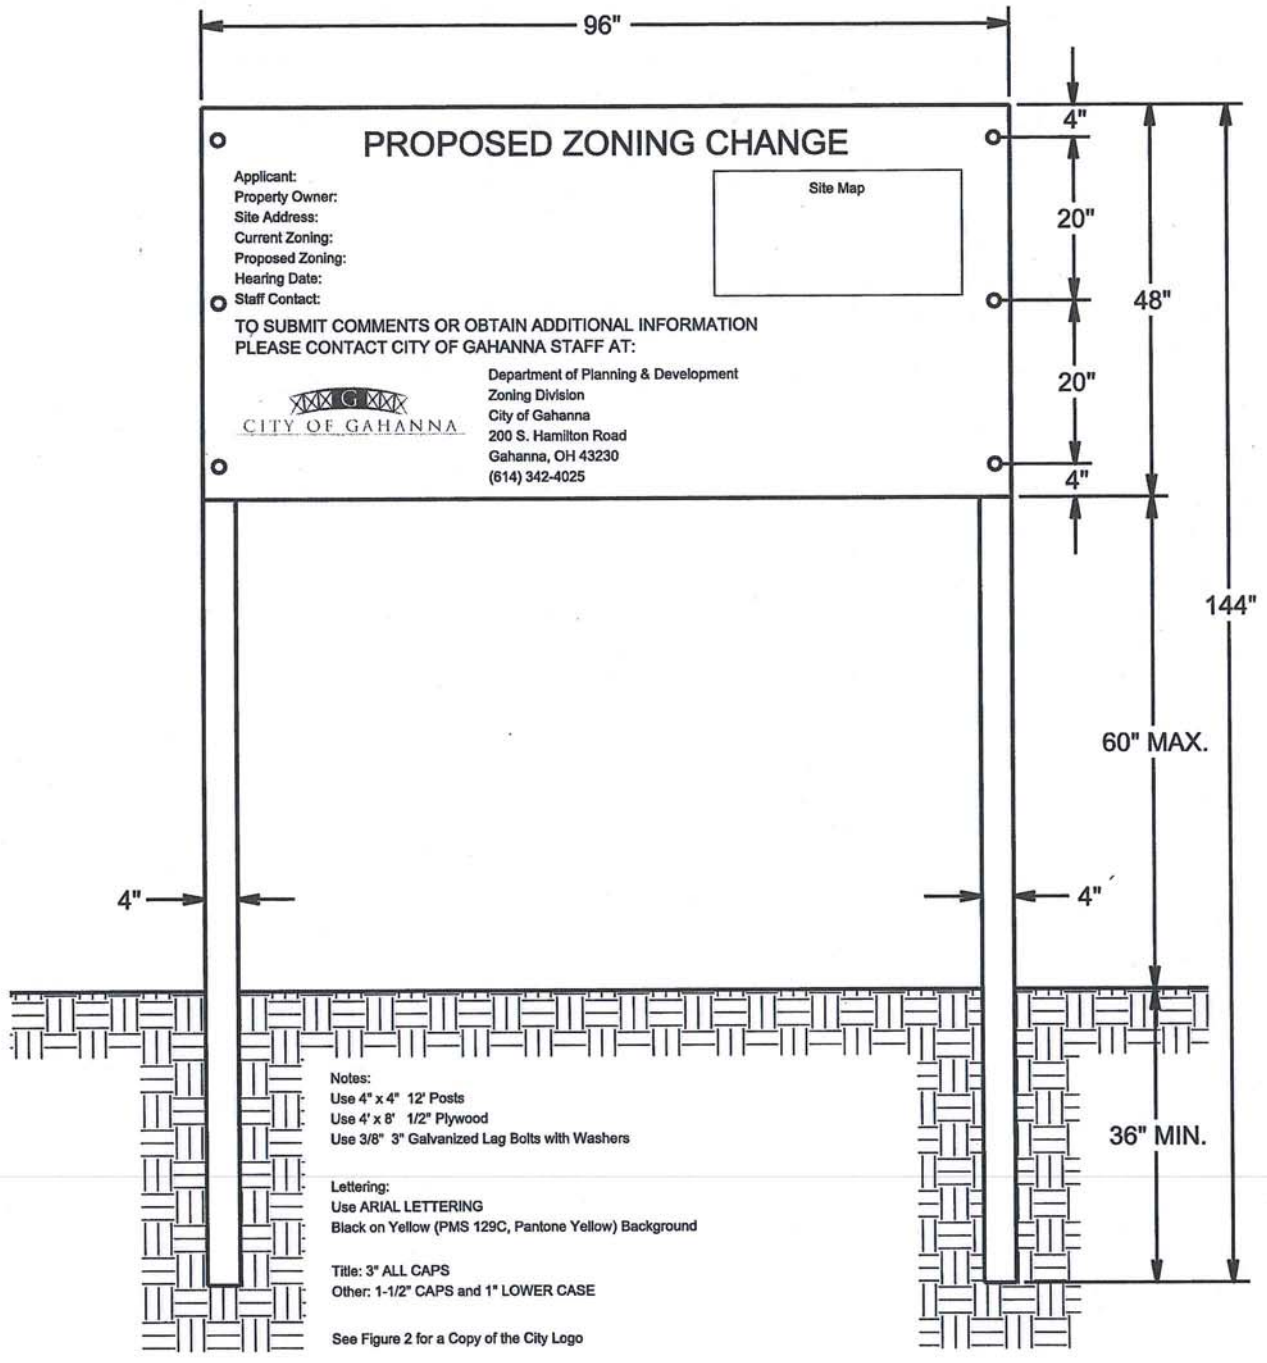 96"
4"
PROPOSED ZONING CHANGE
Applicant:
Property Owner:
Site Address:
Current Zoning:
Proposed Zoning:
Hearing Date:
Staff Contact:
Site Map
20"
48"
TO SUBMIT COMMENTS OR OBTAIN ADDITIONAL INFORMATION
PLEASE CONTACT CITY OF GAHANNA STAFF AT:
G
CITY OF GAHANNA
Department of Planning & Development
Zoning Division
City of Gahanna
200 S. Hamilton Road
Gahanna, OH 43230
(614) 342-4025
20"
4"
144"
60" MAX.
4"
4"
Notes:
Use 4" x 4" 12' Posts
Use 4' x 8' 1/2" Plywood
Use 3/8" 3" Galvanized Lag Bolts with Washers
36" MIN.
Lettering:
Use ARIAL LETTERING
Black on Yellow (PMS 129C, Pantone Yellow) Background
Title: 3" ALL CAPS
Other: 1-1/2" CAPS and 1" LOWER CASE
See Figure 2 for a Copy of the City Logo